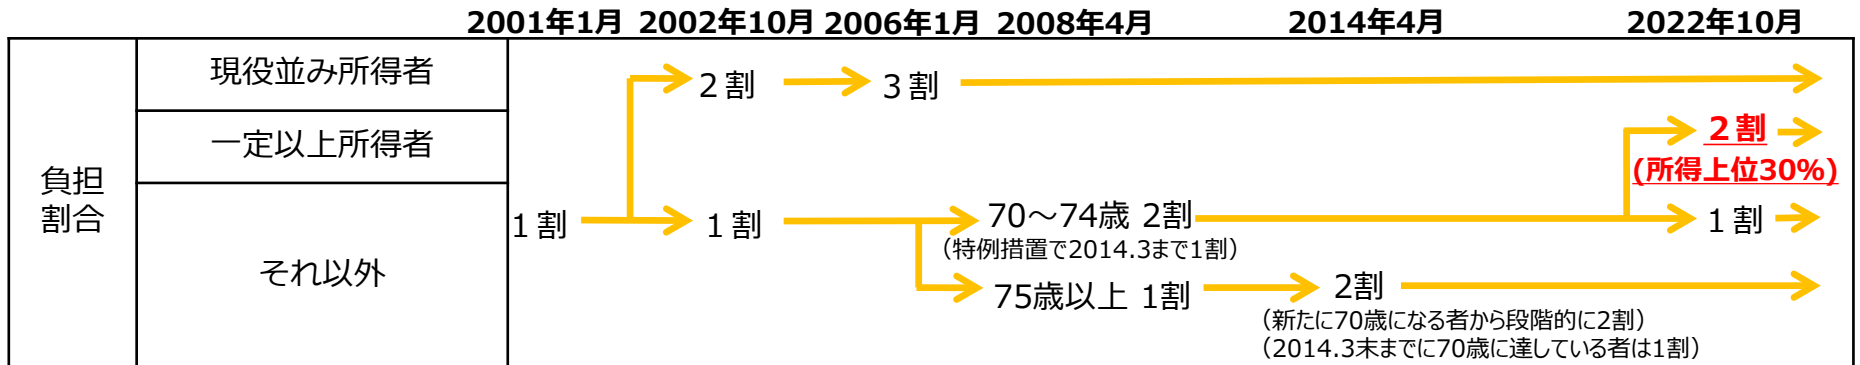 2001年1月 2002年10月 2006年1月 2008年4月 2014年4月 2022年10月
負担
割合
現役並み所得者
２割 ３割
一定以上所得者
２割
(所得上位30%)
それ以外
１割 １割 70～74歳 2割 １割
（特例措置で2014.3まで1割）
75歳以上 1割 2割
（新たに70歳になる者から段階的に2割）
（2014.3末までに70歳に達している者は1割）